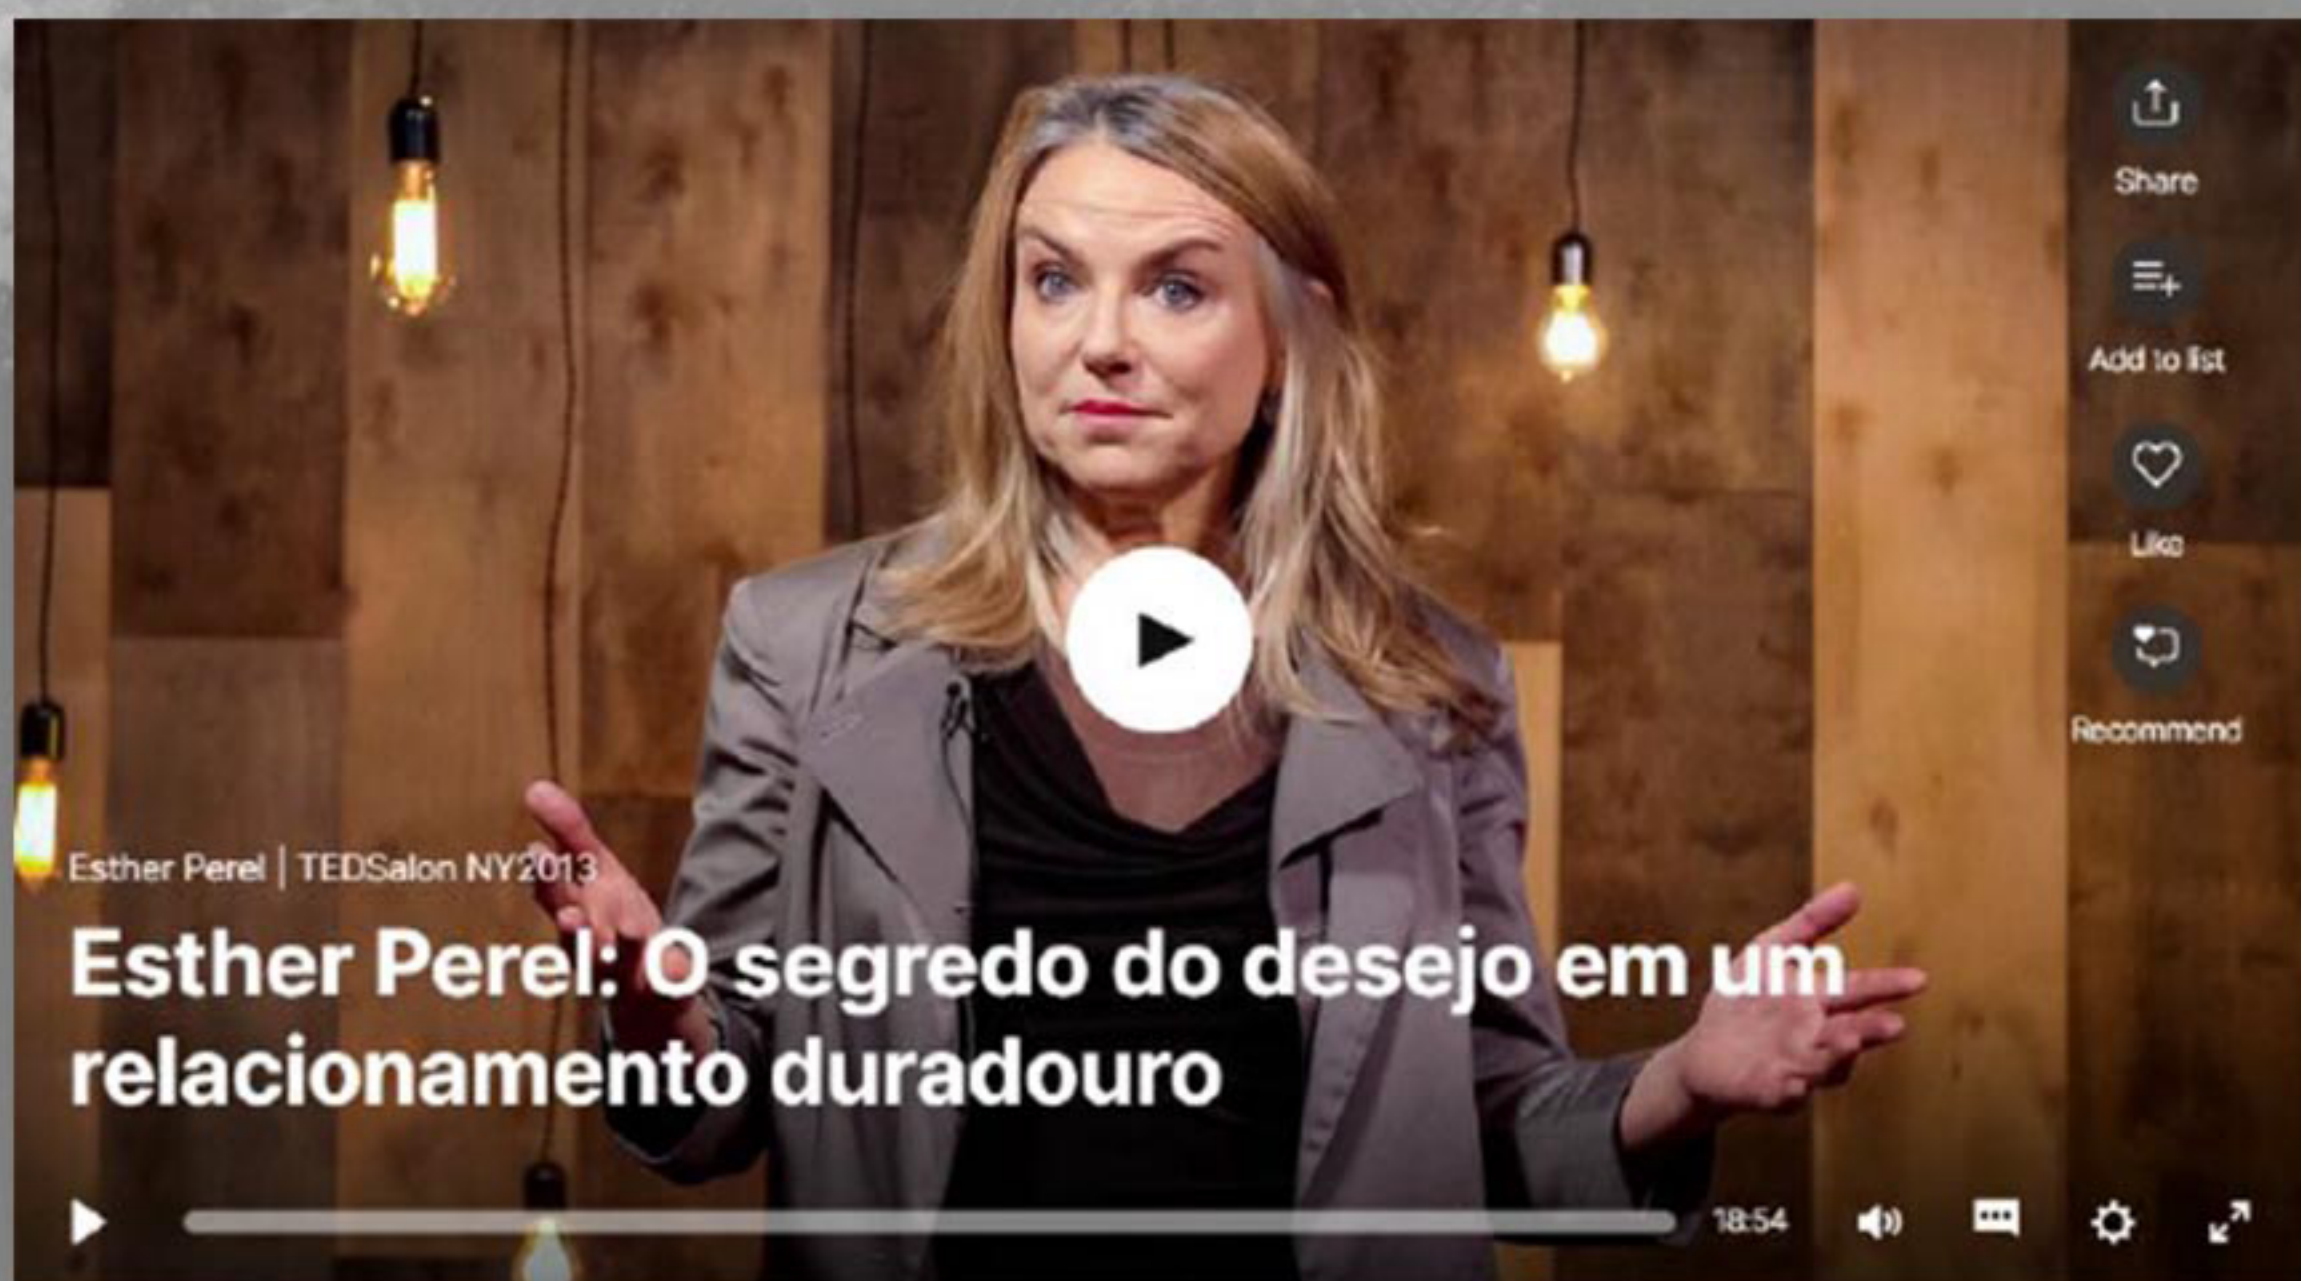 Share
Add to list
Like
Recommend
Esther Perel | TEDSalon NY2013
Esther Perel: O segredo do desejo em um
relacionamento duradouro
18:54